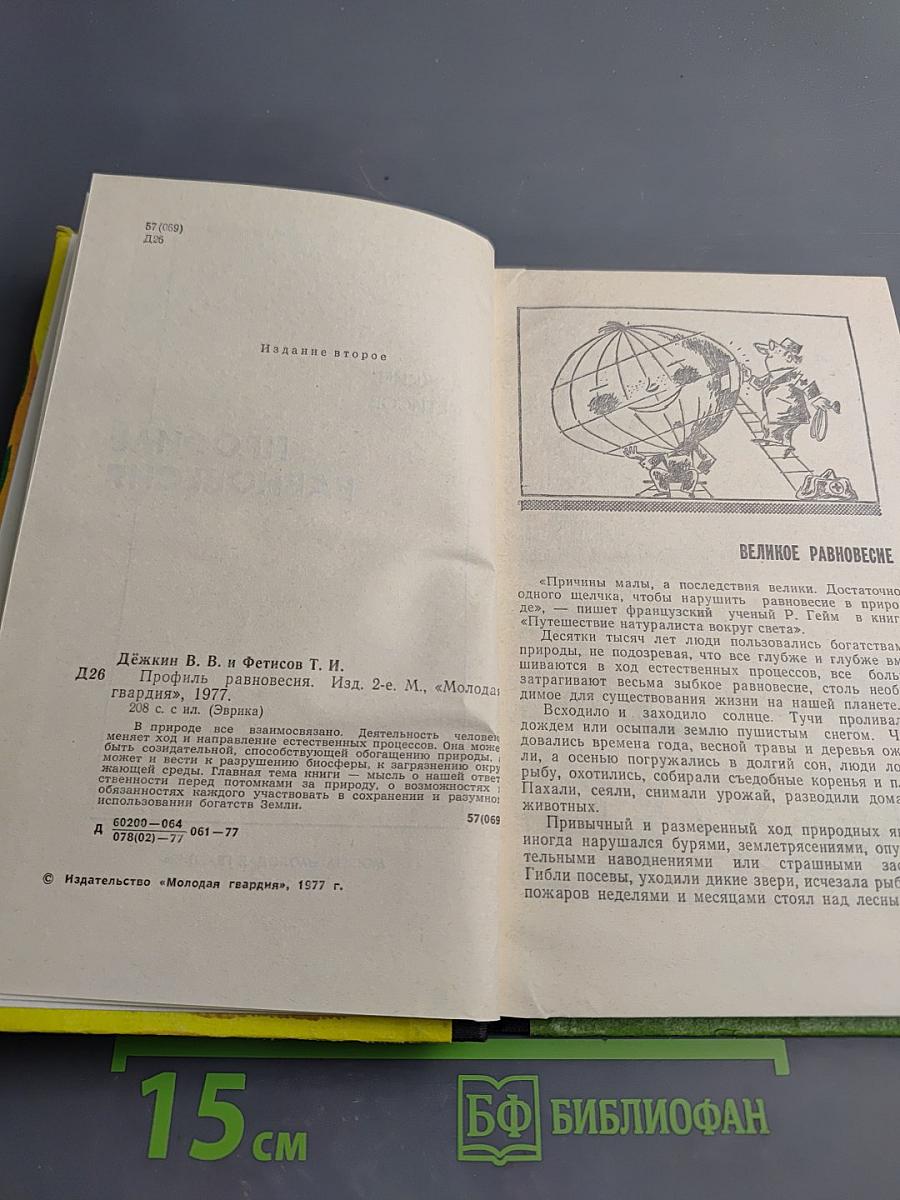 57(069)
Д26
Издание второе
Дёжкин В. В. и Фетисов Т. И.
Д26
Профиль равновесия. Изд. 2-е. М., «Молодая
гвардия», 1977.
208 с. с ил. (Эврика)
В природе все взаимосвязано. Деятельность человек
меняет ход и направление естественных процессов. Она може
быть созидательной, способствующей обогащению природы,
может и вести к разрушению биосферы, к загрязнению окру
жающей среды. Главная тема книги — мысль о нашей ответ
ственности перед потомками за природу, о возможностях
обязанностях каждого участвовать в сохранении и разумно
использовании богатств Земли.
Д 60200—064
078(02)—77 061—77
57(069
© Издательство «Молодая гвардия», 1977 г.
ВЕЛИКОЕ РАВНОВЕСИЕ
«Причины малы, а последствия велики. Достаточно
одного щелчка, чтобы нарушить равновесие в приро
де», — пишет французский ученый Р. Гейм в книг
«Путешествие натуралиста вокруг света».
Десятки тысяч лет люди пользовались богатствам
природы, не подозревая, что все глубже и глубже вм
шиваются в ход естественных процессов, все боль
затрагивают весьма зыбкое равновесие, столь необ
димое для существования жизни на нашей планете.
Всходило и заходило солнце. Тучи проливал
дождем или осыпали землю пушистым снегом. Ч
довались времена года, весной травы и деревья ож
ли, а осенью погружались в долгий сон, люди ло
рыбу, охотились, собирали съедобные коренья и пл
Пахали, сеяли, снимали урожай, разводили дома
животных.
Привычный и размеренный ход природных яв
иногда нарушался бурями, землетрясениями, опу
тельными наводнениями или страшными зас
Гибли посевы, уходили дикие звери, исчезала рыб
пожаров неделями и месяцами стоял над лесны
15 см
БФ БИБЛИОФАН